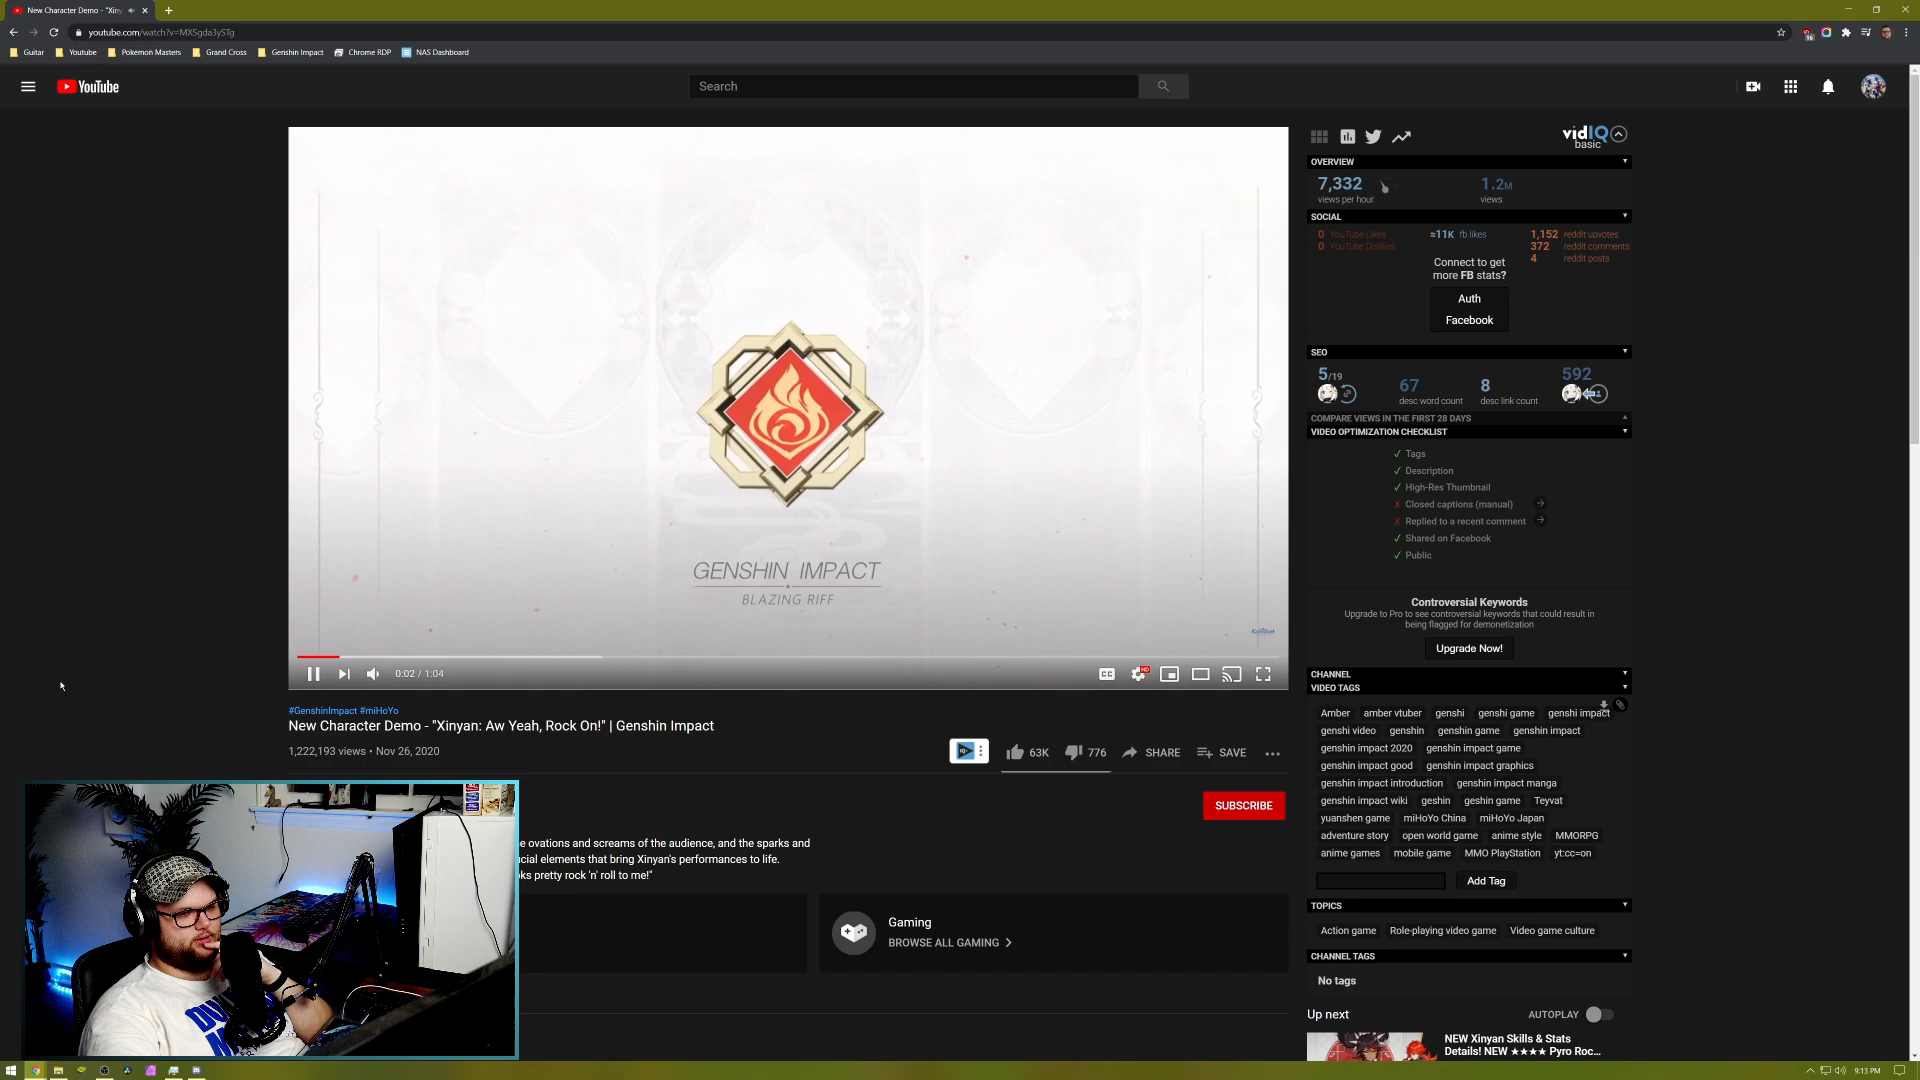 New Character Demo - "Xiny
youtube.com/watch?v=MXSgda3ySTg
Guitar Youtube Pokemon Masters Grand Cross Genshin Impact Chrome RDP NAS Dashboard
YouTube
Search
GENSHIN IMPACT
BLAZING RIFF
0:02 / 1:04
CC
HD
#GenshinImpact #miHoYo
New Character Demo - "Xinyan: Aw Yeah, Rock On!" | Genshin Impact
1,222,193 views • Nov 26, 2020
63K 776 SHARE SAVE
SUBSCRIBE
e ovations and screams of the audience, and the sparks and
cial elements that bring Xinyan's performances to life.
ks pretty rock 'n' roll to me!"
Gaming
BROWSE ALL GAMING
vidIQ
basic
OVERVIEW
7,332 1.2M
views per hour views
SOCIAL
0 YouTube Likes ≈11K fb likes 1,152 reddit upvotes
0 YouTube Dislikes 372 reddit comments
4 reddit posts
Connect to get
more FB stats?
Auth
Facebook
SEO
5/19 67 8 592
desc word count desc link count
COMPARE VIEWS IN THE FIRST 28 DAYS
VIDEO OPTIMIZATION CHECKLIST
✓ Tags
✓ Description
✓ High-Res Thumbnail
✗ Closed captions (manual)
✗ Replied to a recent comment
✓ Shared on Facebook
✓ Public
Controversial Keywords
Upgrade to Pro to see controversial keywords that could result in
being flagged for demonetization
Upgrade Now!
CHANNEL
VIDEO TAGS
Amber amber vtuber genshi genshi game genshi impact
genshi video genshin genshin game genshin impact
genshin impact 2020 genshin impact game
genshin impact good genshin impact graphics
genshin impact introduction genshin impact manga
genshin impact wiki geshin geshin game Teyvat
yuanshen game miHoYo China miHoYo Japan
adventure story open world game anime style MMORPG
anime games mobile game MMO PlayStation yt:cc=on
Add Tag
TOPICS
Action game Role-playing video game Video game culture
CHANNEL TAGS
No tags
Up next AUTOPLAY
NEW Xinyan Skills & Stats
Details! NEW ★★★★ Pyro Roc...
9:13 PM